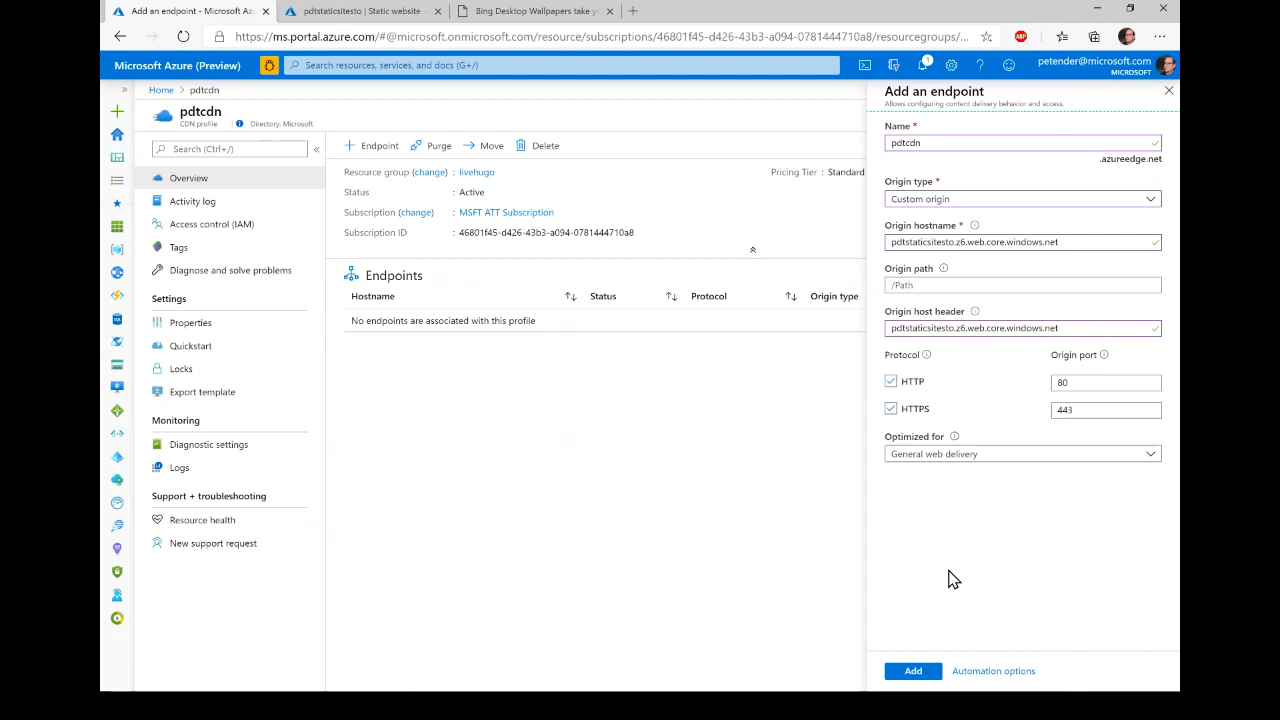 Add an endpoint - Microsoft Az
pdtstaticsitesto | Static website -
Bing Desktop Wallpapers take y
https://ms.portal.azure.com/#@microsoft.onmicrosoft.com/resource/subscriptions/46801f45-d426-43b3-a094-0781444710a8/resourcegroups/...
ABP
Microsoft Azure (Preview)
Search resources, services, and docs (G+/)
1
petender@microsoft.com
MICROSOFT
Home > pdtcdn
pdtcdn
CDN profile
Directory: Microsoft
Search (Ctrl+/)
Overview
Activity log
Access control (IAM)
Tags
Diagnose and solve problems
Settings
Properties
Quickstart
Locks
Export template
Monitoring
Diagnostic settings
Logs
Support + troubleshooting
Resource health
New support request
Endpoint
Purge
Move
Delete
Resource group (change) : livehugo
Pricing Tier : Standard
Status : Active
Subscription (change) : MSFT ATT Subscription
Subscription ID : 46801f45-d426-43b3-a094-0781444710a8
Endpoints
Hostname
Status
Protocol
Origin type
No endpoints are associated with this profile
Add an endpoint
Allows configuring content delivery behavior and access.
Name *
pdtcdn
.azureedge.net
Origin type *
Custom origin
Origin hostname *
pdtstaticsitesto.z6.web.core.windows.net
Origin path
/Path
Origin host header
pdtstaticsitesto.z6.web.core.windows.net
Protocol
Origin port
HTTP
80
HTTPS
443
Optimized for
General web delivery
Add
Automation options